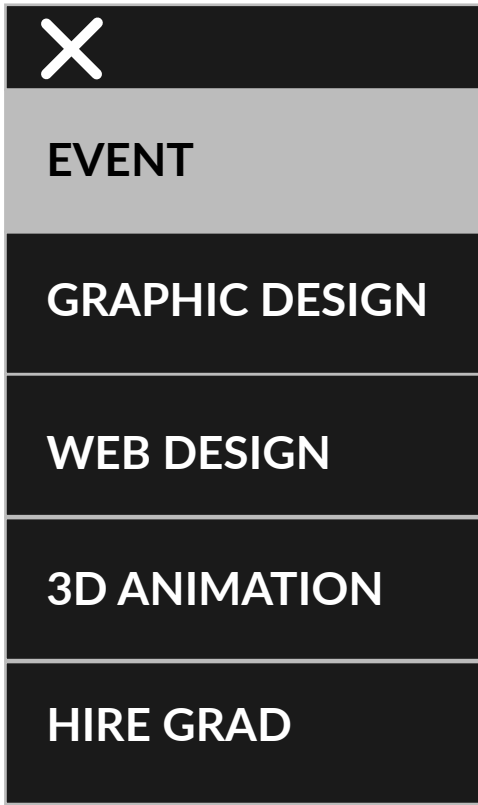 EVENT
GRAPHIC DESIGN
WEB DESIGN
3D ANIMATION
HIRE GRAD